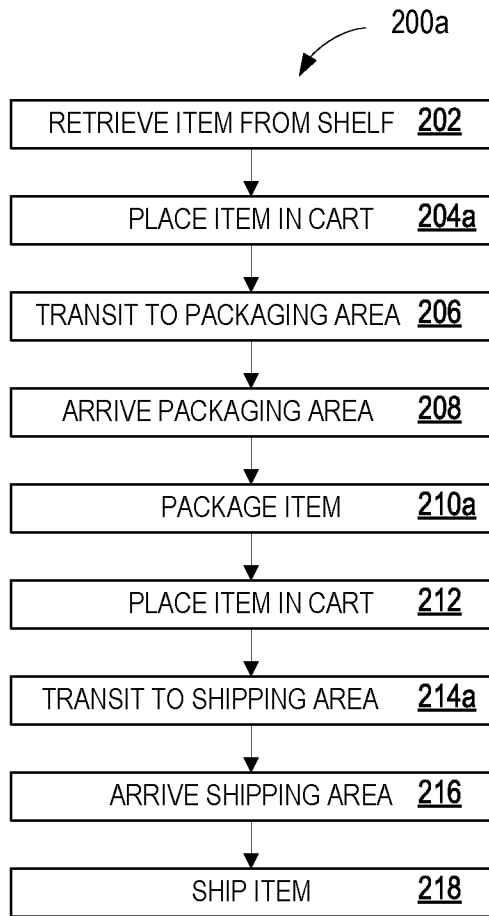 200a
RETRIEVE ITEM FROM SHELF 202
PLACE ITEM IN CART 204a
TRANSIT TO PACKAGING AREA 206
ARRIVE PACKAGING AREA 208
PACKAGE ITEM 210a
PLACE ITEM IN CART 212
TRANSIT TO SHIPPING AREA 214a
ARRIVE SHIPPING AREA 216
SHIP ITEM 218